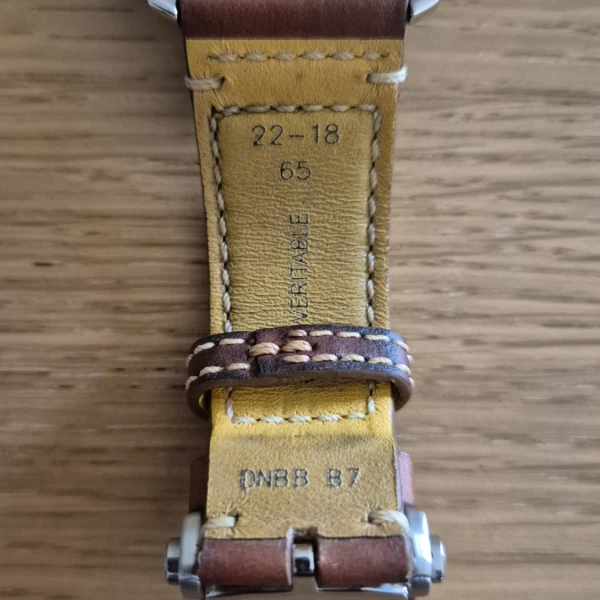 22-18
65
VERITABLE
DNBB B7